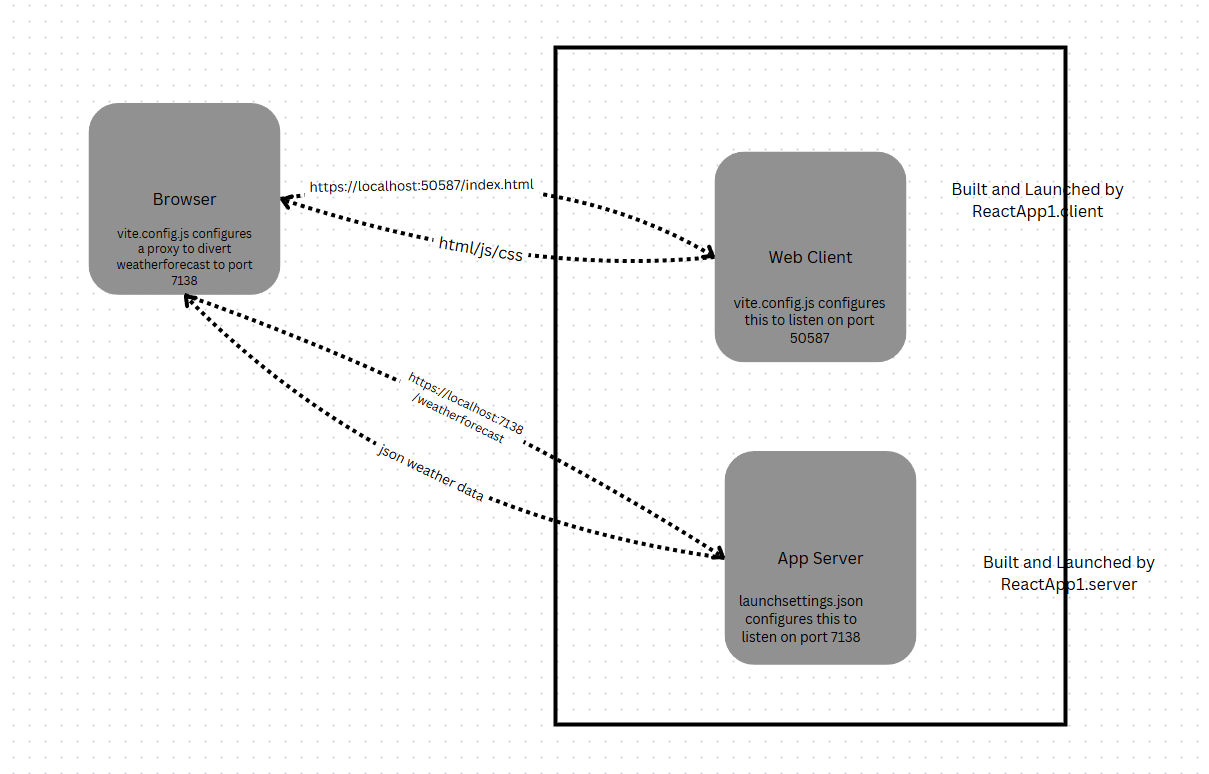 Browser
vite.config.js configures
a proxy to divert
weatherforecast to port
7138
https://localhost:50587/index.html
html/js/css
Web Client
vite.config.js configures
this to listen on port
50587
Built and Launched by
ReactApp1.client
https://localhost:7138
/weatherforecast
json weather data
App Server
launchsettings.json
configures this to
listen on port 7138
Built and Launched by
ReactApp1.server